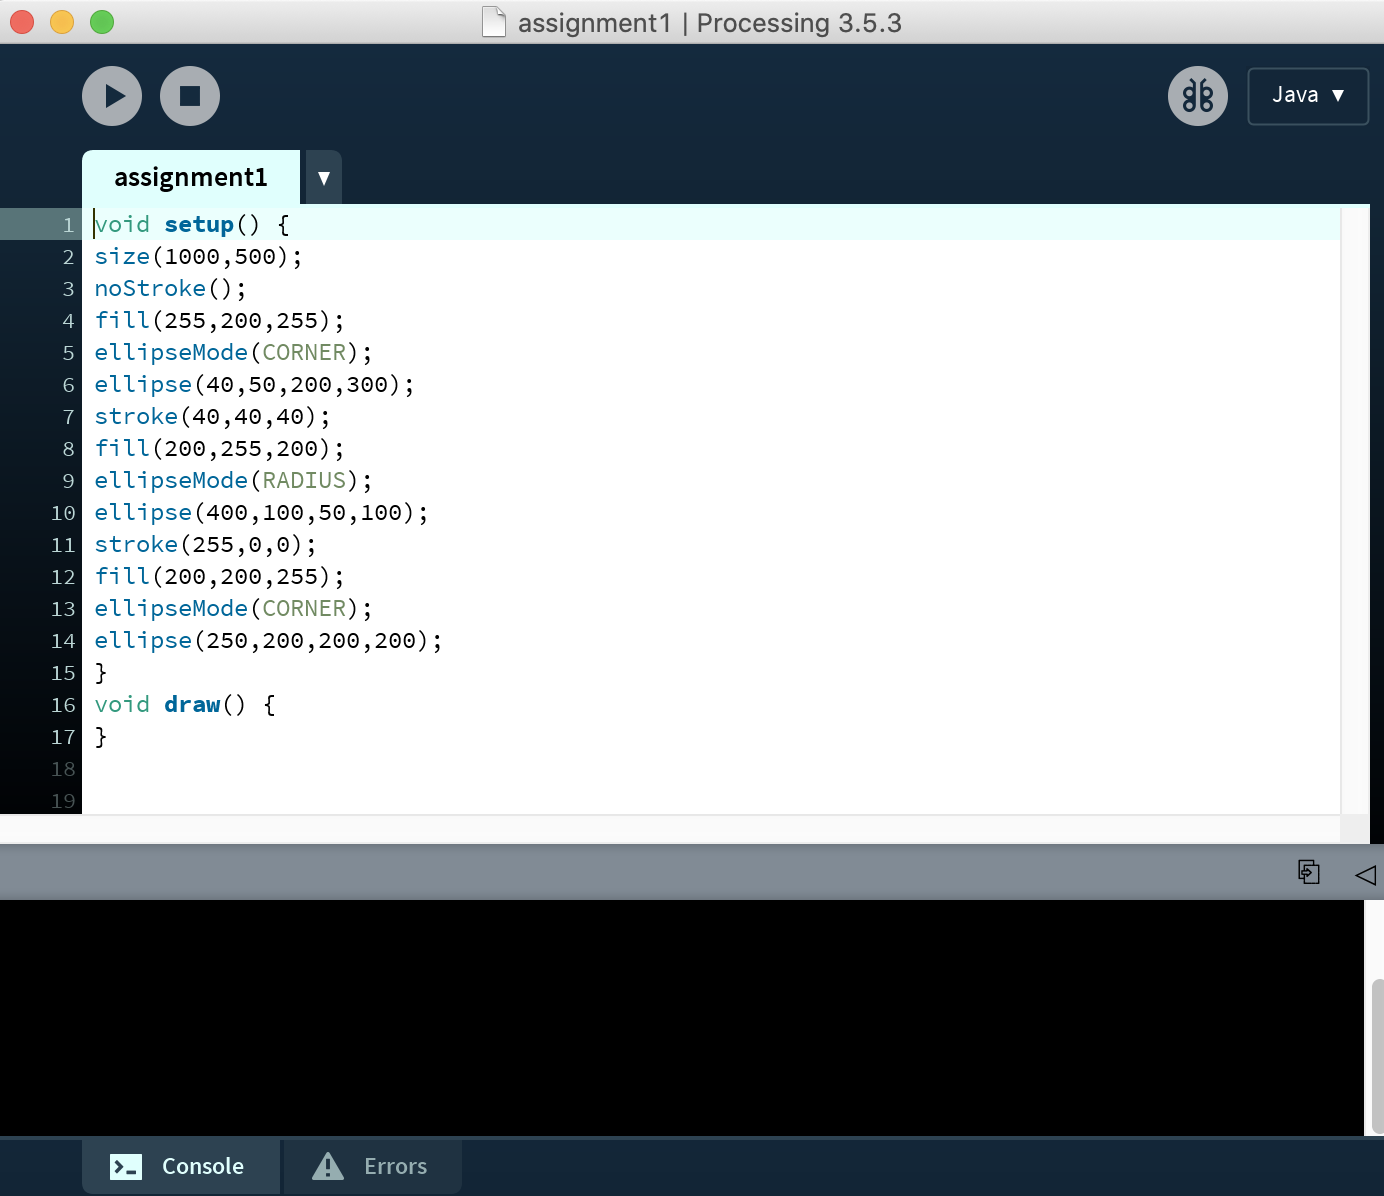 assignment1 | Processing 3.5.3
Java ▼
assignment1 ▼
1 void setup() {
2 size(1000,500);
3 noStroke();
4 fill(255,200,255);
5 ellipseMode(CORNER);
6 ellipse(40,50,200,300);
7 stroke(40,40,40);
8 fill(200,255,200);
9 ellipseMode(RADIUS);
10 ellipse(400,100,50,100);
11 stroke(255,0,0);
12 fill(200,200,255);
13 ellipseMode(CORNER);
14 ellipse(250,200,200,200);
15 }
16 void draw() {
17 }
18
19
Console Errors